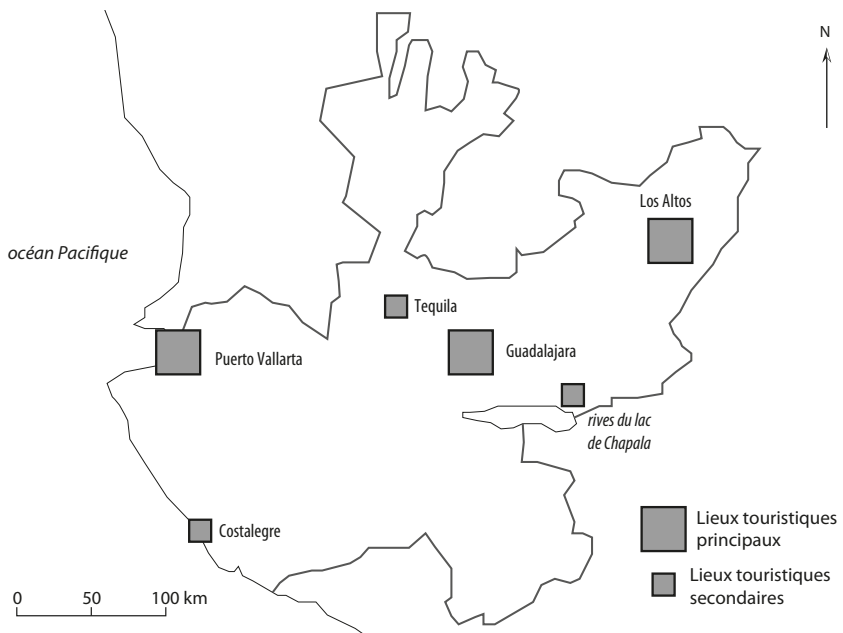 N
Los Altos
océan Pacifique
Tequila
Puerto Vallarta
Guadalajara
rives du lac
de Chapala
Costalegre
Lieux touristiques
principaux
Lieux touristiques
secondaires
0 50 100 km